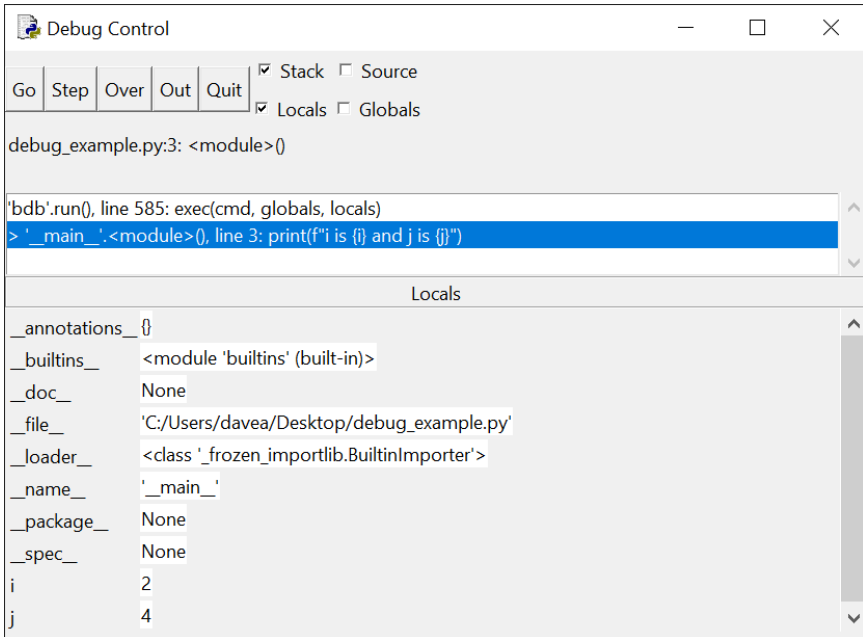 Debug Control
Go Step Over Out Quit
Stack Source
Locals Globals
debug_example.py:3: <module>()
'bdb'.run(), line 585: exec(cmd, globals, locals)
> '__main__'.<module>(), line 3: print(f"i is {i} and j is {j}")
Locals
__annotations__ {}
__builtins__ <module 'builtins' (built-in)>
__doc__ None
__file__ 'C:/Users/davea/Desktop/debug_example.py'
__loader__ <class '_frozen_importlib.BuiltinImporter'>
__name__ '__main__'
__package__ None
__spec__ None
i 2
j 4